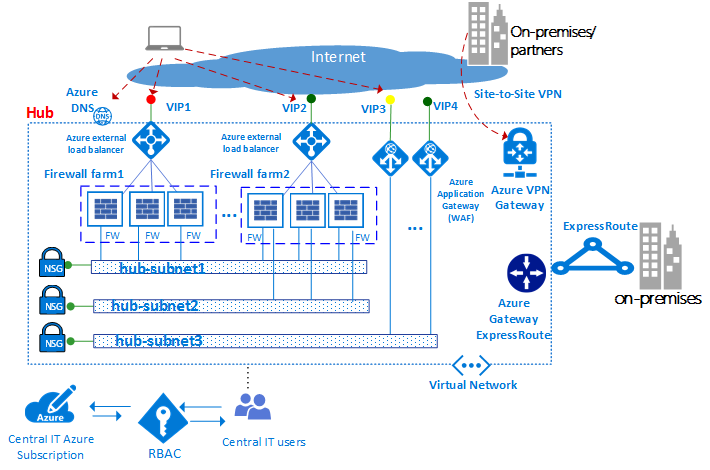 On-premises/
partners
Internet
Azure
DNS
DNS
VIP1
VIP2
VIP3
VIP4
Site-to-Site VPN
Hub
Azure external
load balancer
Azure external
load balancer
Firewall farm1
Firewall farm2
Azure
Application
Gateway
(WAF)
Azure VPN
Gateway
...
...
FW
FW
FW
FW
FW
FW
ExpressRoute
on-premises
NSG
hub-subnet1
NSG
hub-subnet2
NSG
hub-subnet3
Azure
Gateway
ExpressRoute
Virtual Network
Azure
Central IT Azure
Subscription
RBAC
Central IT users